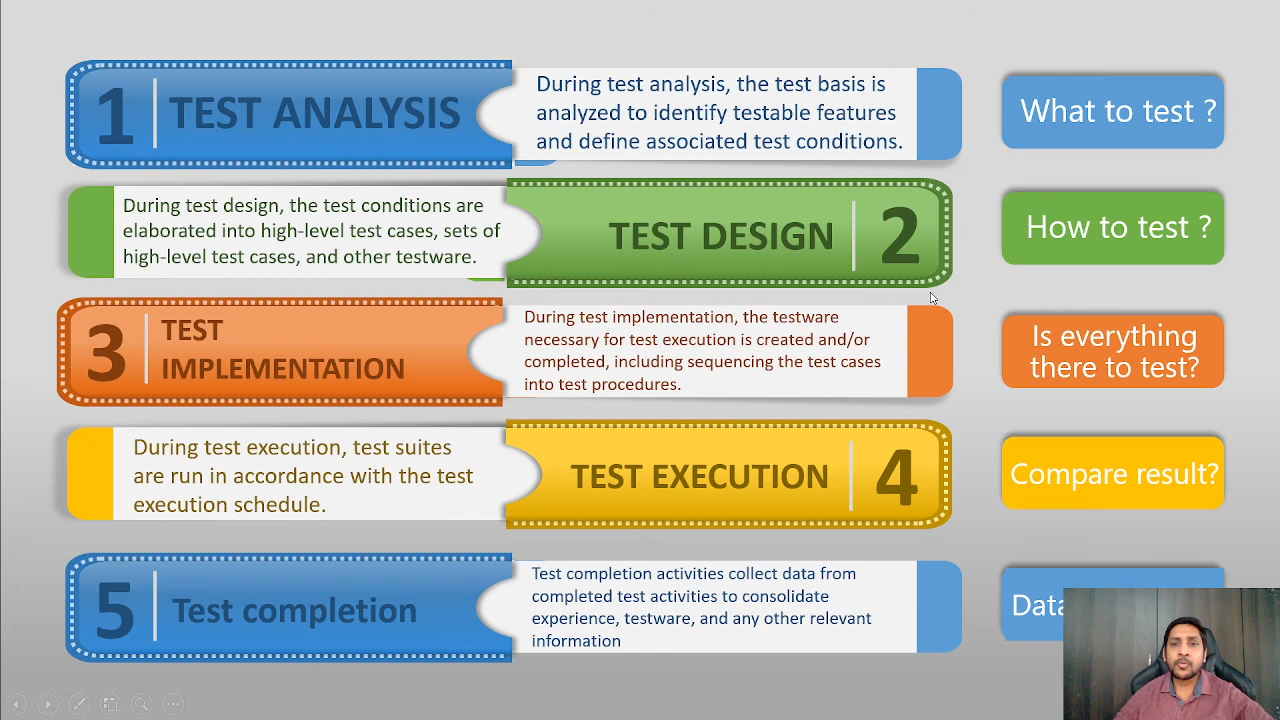 1
TEST ANALYSIS
During test analysis, the test basis is
analyzed to identify testable features
and define associated test conditions.
What to test ?
During test design, the test conditions are
elaborated into high-level test cases, sets of
high-level test cases, and other testware.
TEST DESIGN
2
How to test ?
3
TEST
IMPLEMENTATION
During test implementation, the testware
necessary for test execution is created and/or
completed, including sequencing the test cases
into test procedures.
Is everything
there to test?
During test execution, test suites
are run in accordance with the test
execution schedule.
TEST EXECUTION
4
Compare result?
5
Test completion
Test completion activities collect data from
completed test activities to consolidate
experience, testware, and any other relevant
information
Data